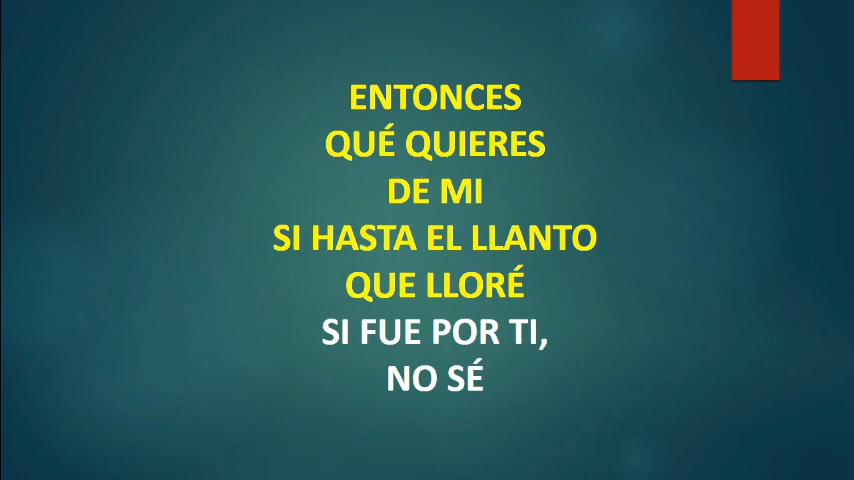 ENTONCES
QUÉ QUIERES
DE MI
SI HASTA EL LLANTO
QUE LLORÉ
SI FUE POR TI,
NO SÉ